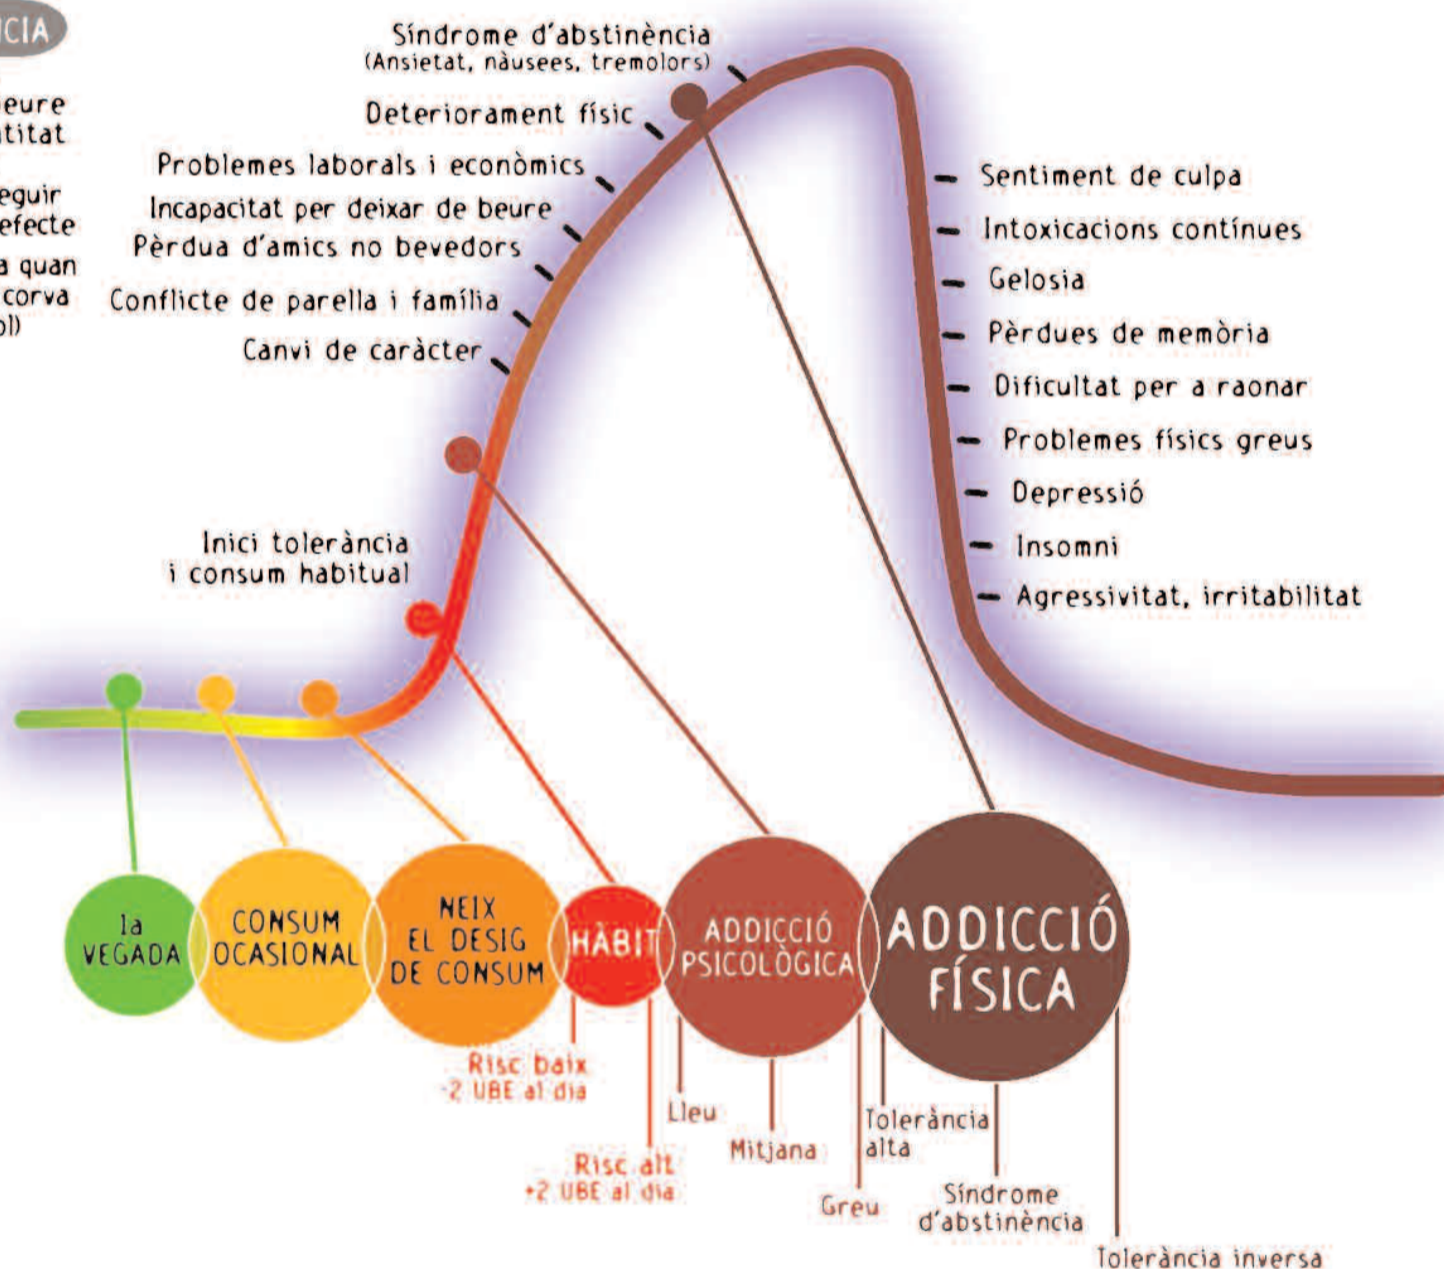 Síndrome d'abstinència
(Ansietat, nàusees, tremolors)
Deteriorament físic
Problemes laborals i econòmics
Incapacitat per deixar de beure
Pèrdua d'amics no bevedors
Conflicte de parella i família
Canvi de caràcter
quan
corva
efecte
Inici tolerància
i consum habitual
Sentiment de culpa
Intoxicacions contínues
Gelosia
Pèrdues de memòria
Dificultat per a raonar
Problemes físics greus
Depressió
Insomni
Agressivitat, irritabilitat
1a
VEGADA
CONSUM
OCASIONAL
NEIX
EL DESIG
DE CONSUM
HÀBIT
ADDICCIÓ
PSICOLÒGICA
ADDICCIÓ
FÍSICA
Risc baix
-2 UBE al dia
Risc alt
+2 UBE al dia
Lleu
Mitjana
Greu
Tolerància
alta
Síndrome
d'abstinència
Tolerància inversa